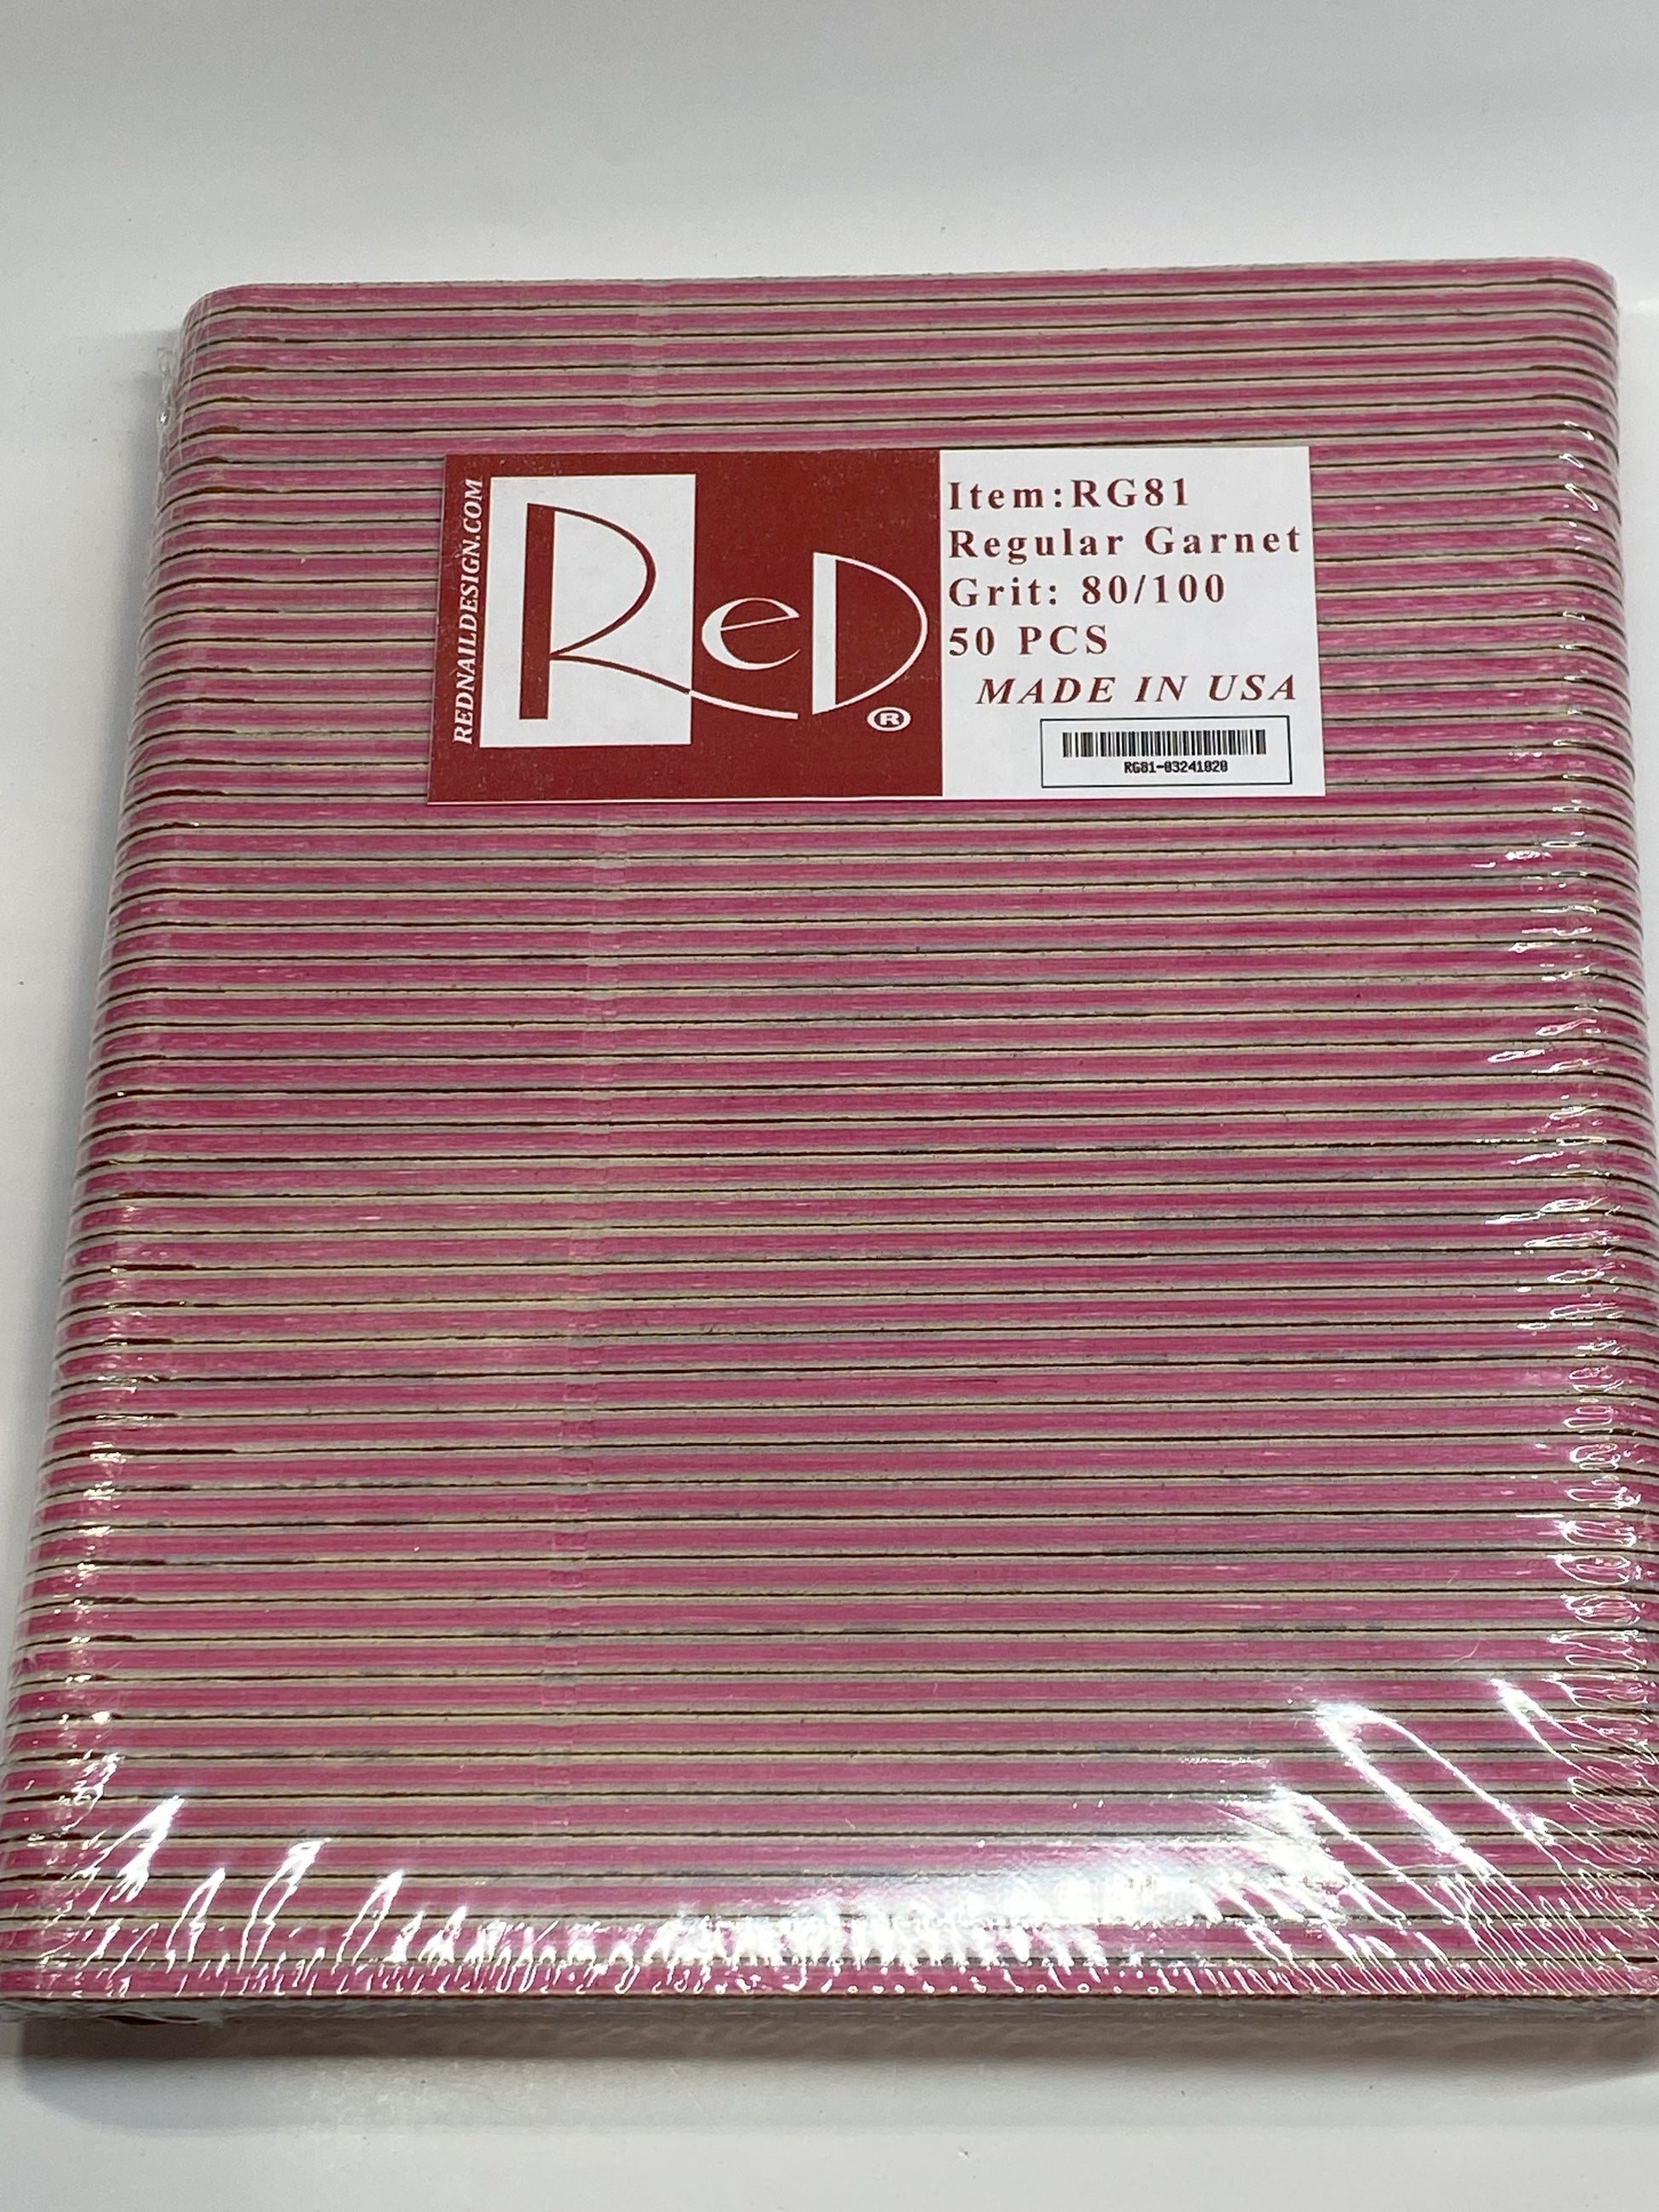 REDNAILDESIGN.COM
ReD®
Item:RG81
Regular Garnet
Grit: 80/100
50 PCS
MADE IN USA
RG81-03241020